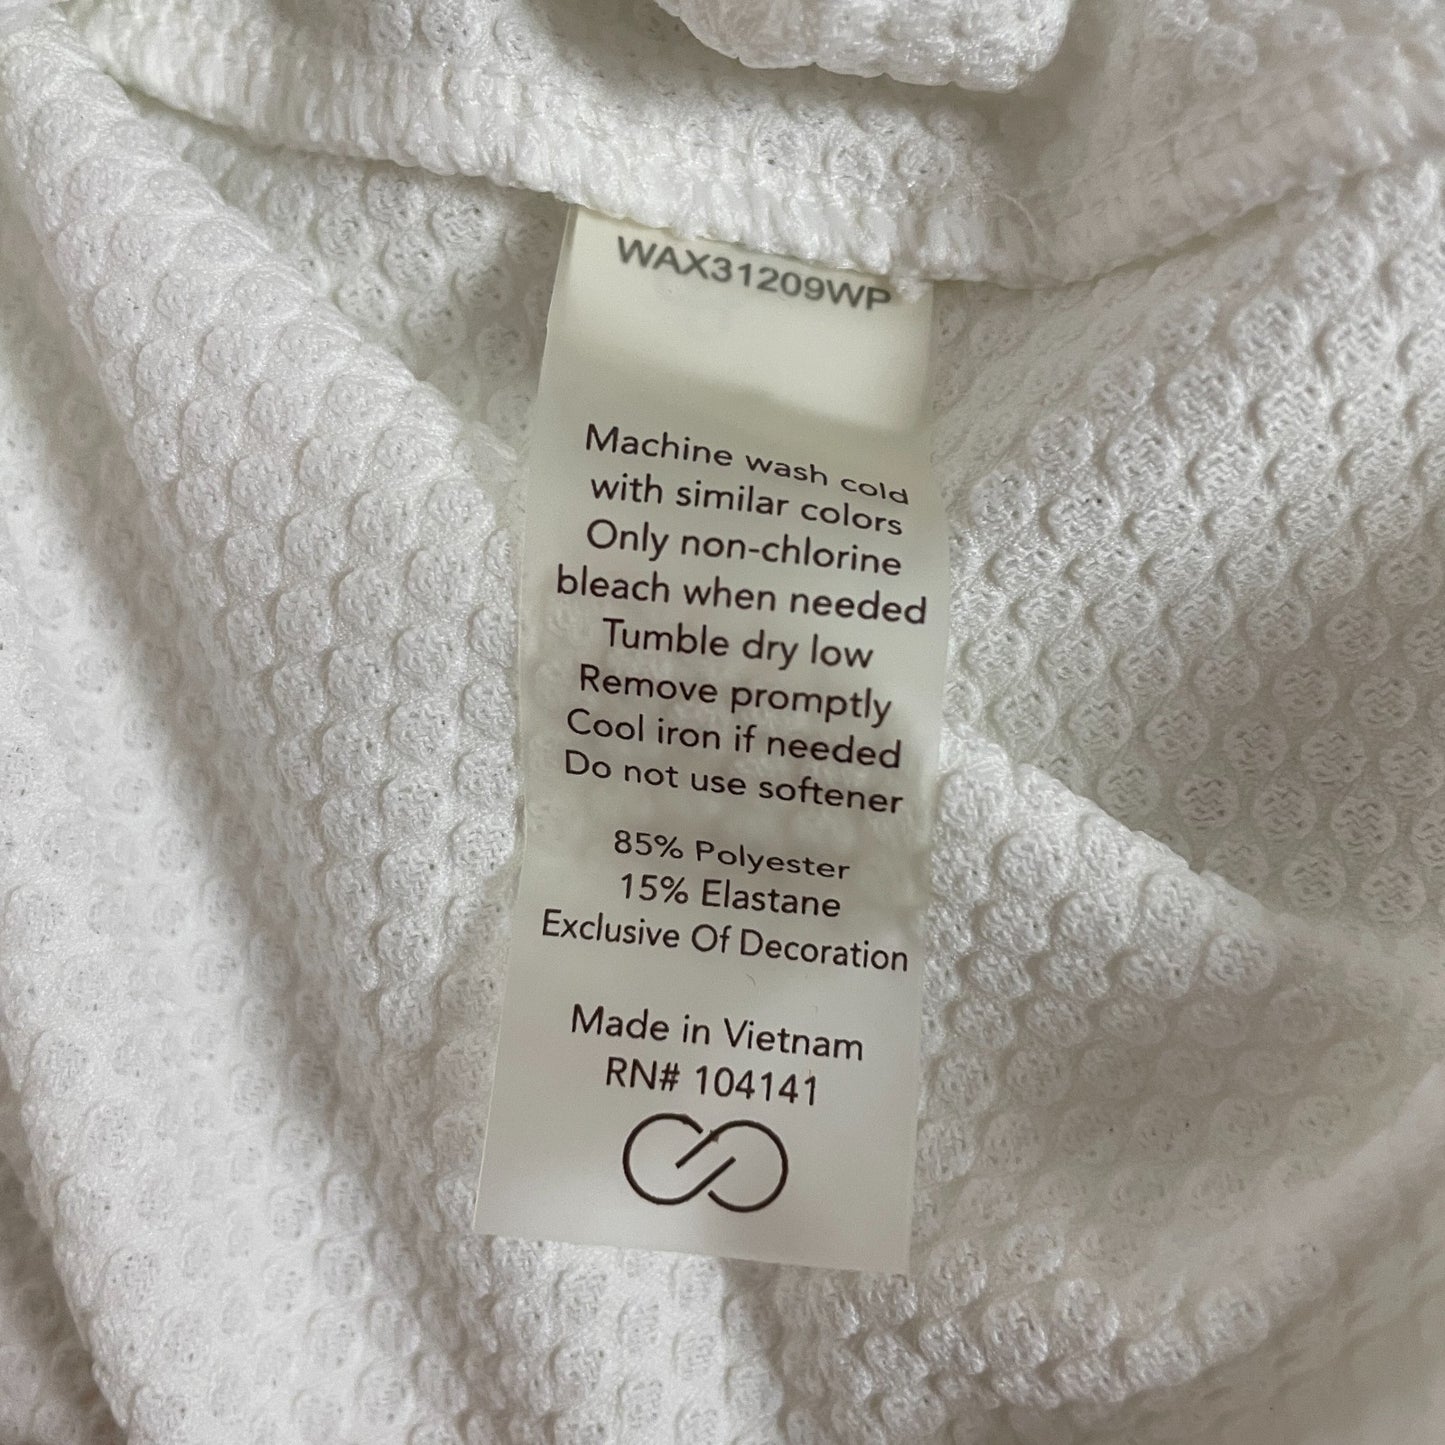 WAX31209WP
Machine wash cold
with similar colors
Only non-chlorine
bleach when needed
Tumble dry low
Remove promptly
Cool iron if needed
Do not use softener
85% Polyester
15% Elastane
Exclusive Of Decoration
Made in Vietnam
RN# 104141